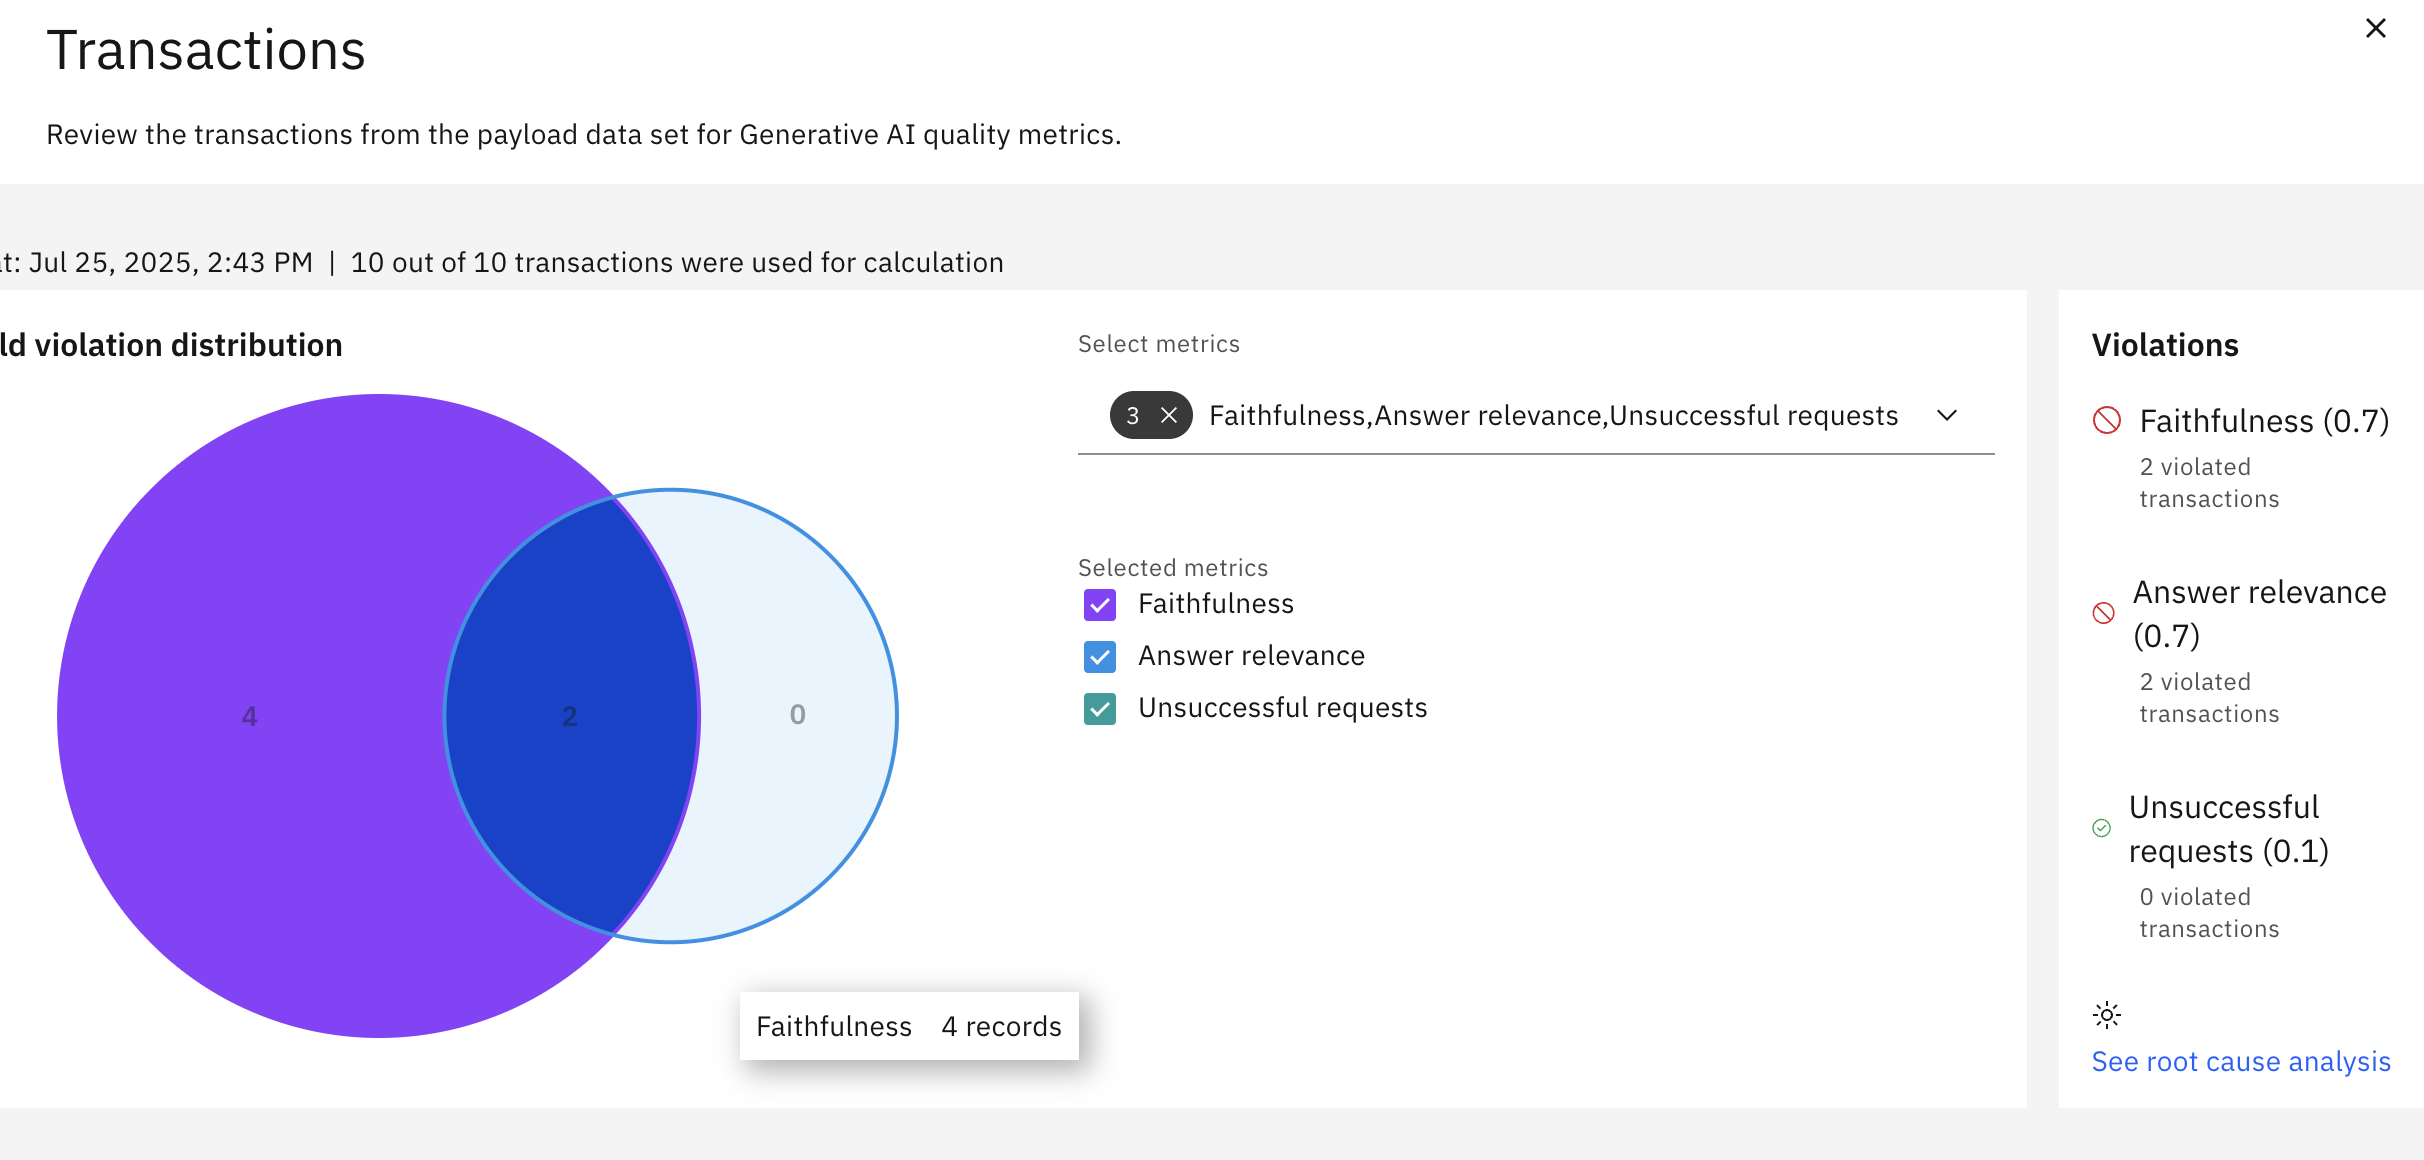 Transactions
Review the transactions from the payload data set for Generative AI quality metrics.
t: Jul 25, 2025, 2:43 PM | 10 out of 10 transactions were used for calculation
ld violation distribution
4
2
0
Faithfulness 4 records
Select metrics
3 Faithfulness,Answer relevance,Unsuccessful requests
Selected metrics
Faithfulness
Answer relevance
Unsuccessful requests
Violations
Faithfulness (0.7)
2 violated
transactions
Answer relevance
(0.7)
2 violated
transactions
Unsuccessful
requests (0.1)
0 violated
transactions
See root cause analysis